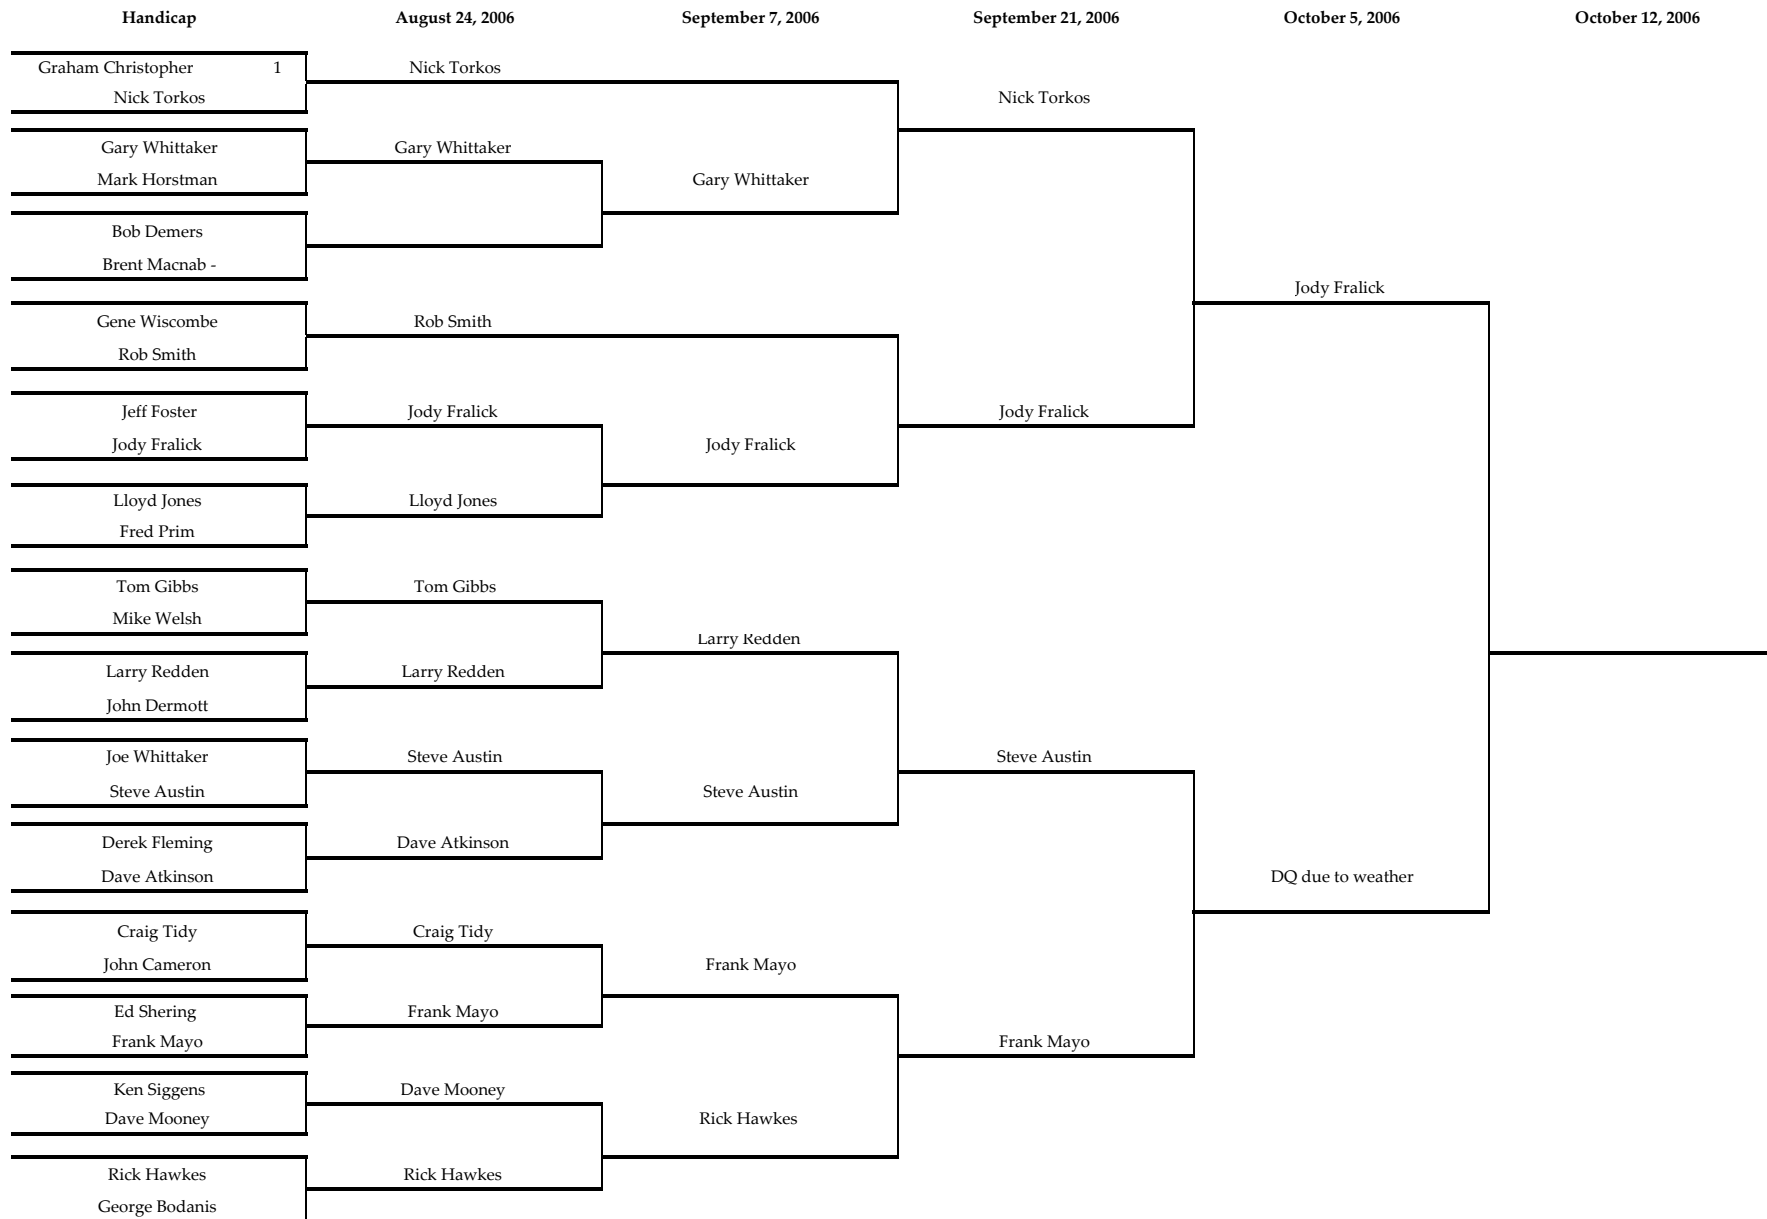 Handicap August 24, 2006 September 7, 2006 September 21, 2006 October 5, 2006 October 12, 2006
Graham Christopher 1 Nick Torkos
Nick Torkos Nick Torkos
Gary Whittaker Gary Whittaker
Mark Horstman Gary Whittaker
Bob Demers
Brent Macnab -
Jody Fralick
Gene Wiscombe Rob Smith
Rob Smith
Jeff Foster Jody Fralick Jody Fralick
Jody Fralick Jody Fralick
Lloyd Jones Lloyd Jones
Fred Prim
Tom Gibbs Tom Gibbs
Mike Welsh
Larry Redden
Larry Redden Larry Redden
John Dermott
Joe Whittaker Steve Austin Steve Austin
Steve Austin Steve Austin
Derek Fleming Dave Atkinson
Dave Atkinson DQ due to weather
Craig Tidy Craig Tidy
John Cameron Frank Mayo
Ed Shering Frank Mayo
Frank Mayo Frank Mayo
Ken Siggens Dave Mooney
Dave Mooney Rick Hawkes
Rick Hawkes Rick Hawkes
George Bodanis